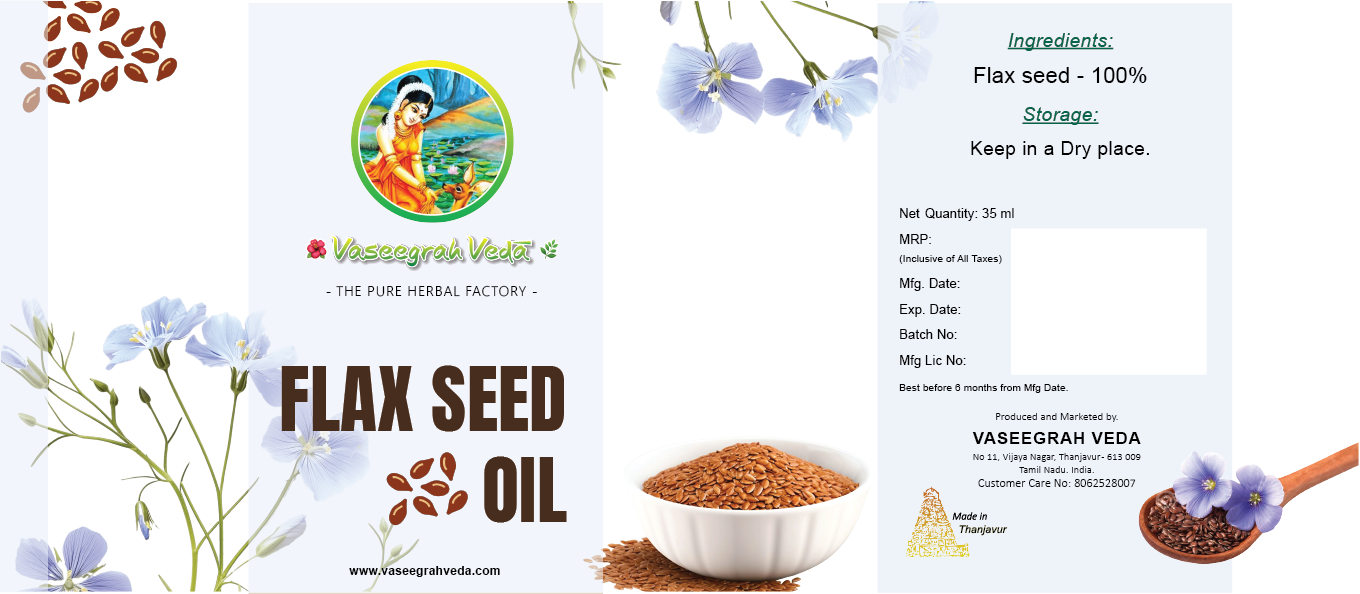 Vaseegrah Veda
- THE PURE HERBAL FACTORY -
FLAX SEED
OIL
www.vaseegrahveda.com
Ingredients:
Flax seed - 100%
Storage:
Keep in a Dry place.
Net Quantity: 35 ml
MRP:
(Inclusive of All Taxes)
Mfg. Date:
Exp. Date:
Batch No:
Mfg Lic No:
Best before 6 months from Mfg Date.
Produced and Marketed by.
VASEEGRAH VEDA
No 11, Vijaya Nagar, Thanjavur- 613 009
Tamil Nadu. India.
Customer Care No: 8062528007
Made in
Thanjavur